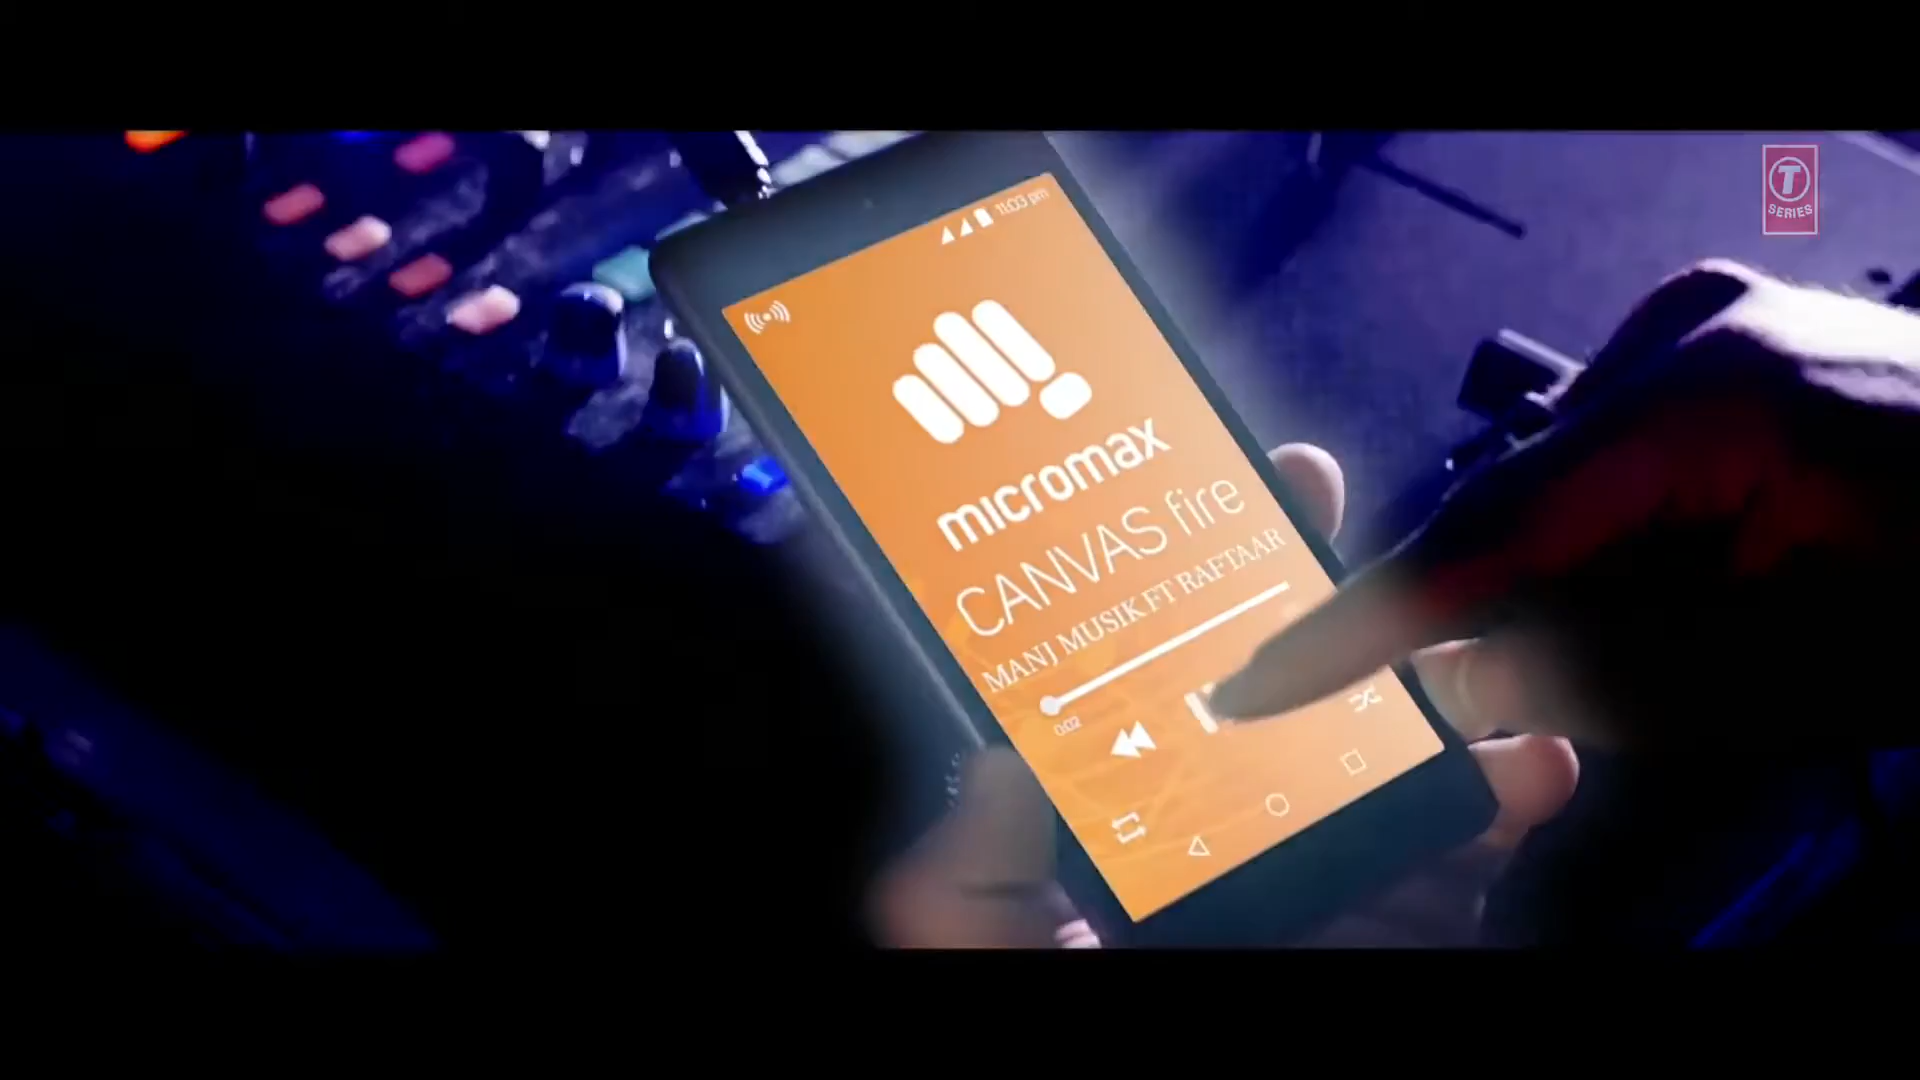 T
SERIES
11:03 pm
micromax
CANVAS fire
MANJ MUSIK FT RAFTAAR
0:02